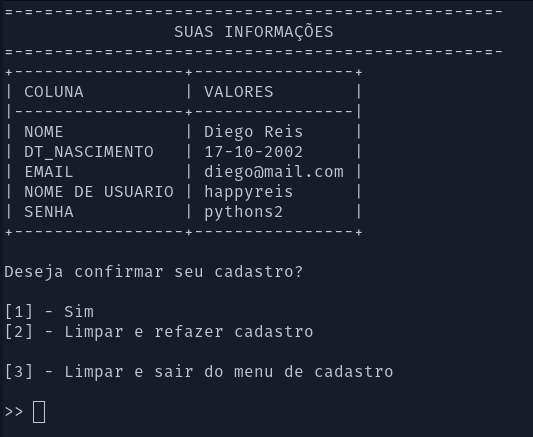 =-=-=-=-=-=-=-=-=-=-=-=-=-=-=-=-=-=-=-=-=-=-=-=-=-
SUAS INFORMAÇÕES
=-=-=-=-=-=-=-=-=-=-=-=-=-=-=-=-=-=-=-=-=-=-=-=-=-
+-----------------+----------------+
| COLUNA          | VALORES        |
|-----------------+----------------|
| NOME            | Diego Reis     |
| DT_NASCIMENTO   | 17-10-2002     |
| EMAIL           | diego@mail.com |
| NOME DE USUARIO | happyreis      |
| SENHA           | pythons2       |
+-----------------+----------------+
Deseja confirmar seu cadastro?
[1] - Sim
[2] - Limpar e refazer cadastro
[3] - Limpar e sair do menu de cadastro
>>